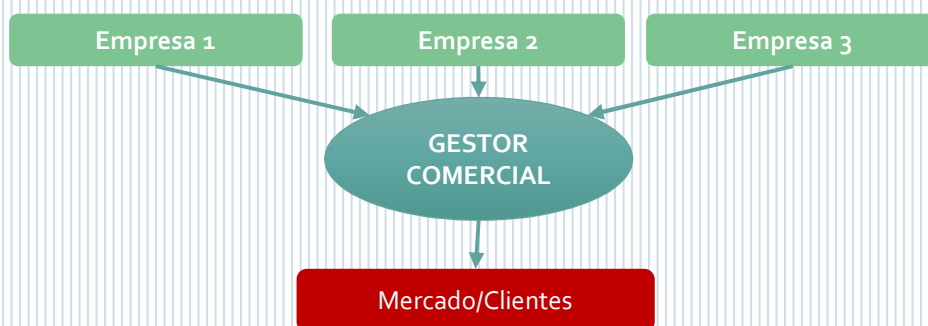 Empresa 1
Empresa 2
Empresa 3
GESTOR
COMERCIAL
Mercado/Clientes